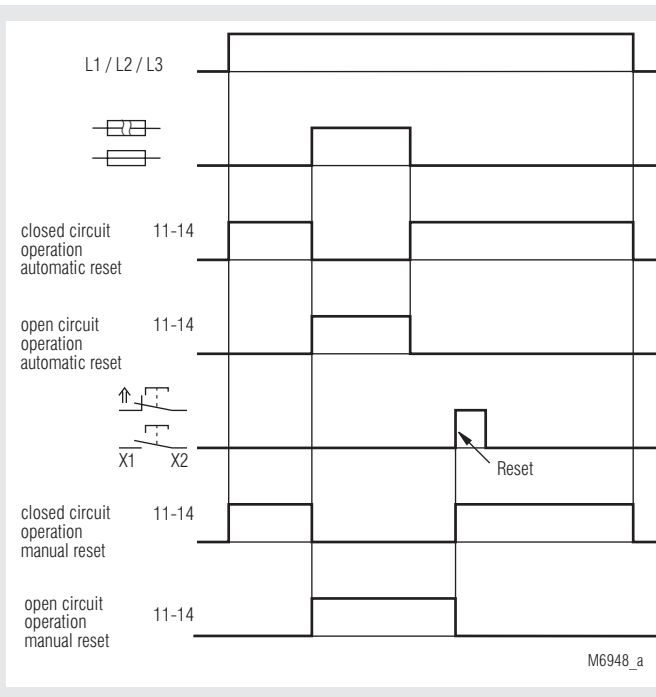 L1 / L2 / L3
closed circuit 11-14
operation
automatic reset
open circuit 11-14
operation
automatic reset
X1 X2
Reset
closed circuit 11-14
operation
manual reset
open circuit
operation 11-14
manual reset
M6948_a